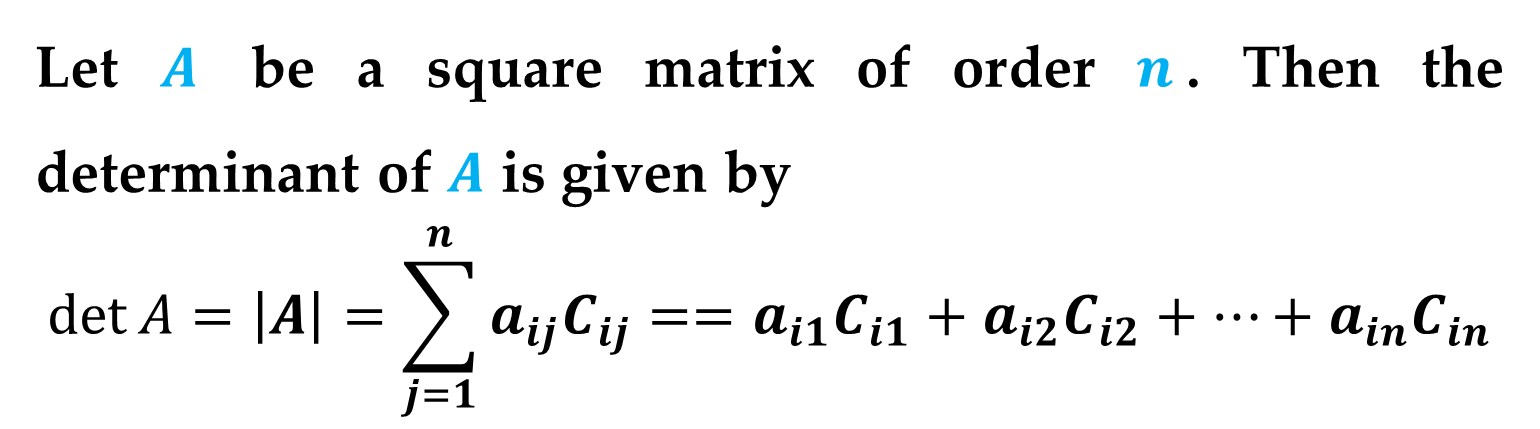 Let A be a square matrix of order n. Then the
determinant of A is given by
det A = |A| = \sum_{j=1}^{n} a_{ij}C_{ij} == a_{i1}C_{i1} + a_{i2}C_{i2} + ⋯ + a_{in}C_{in}